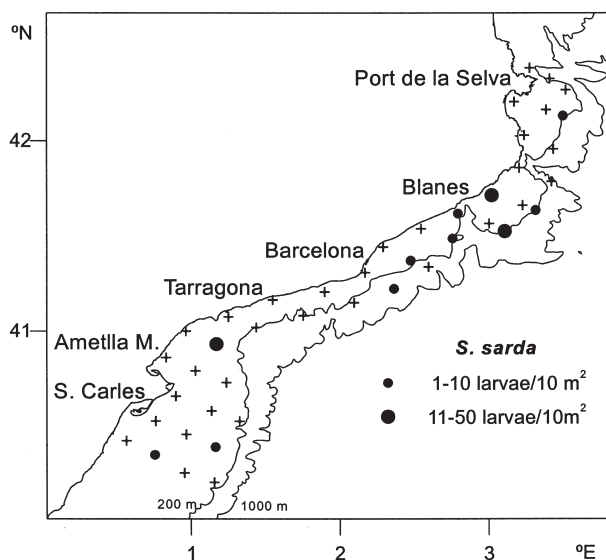 ºN
Port de la Selva
42
Blanes
Barcelona
Tarragona
41
Ametlla M.
S. sarda
S. Carles
1-10 larvae/10 m²
11-50 larvae/10m²
200 m
1000 m
1 2 3 ºE